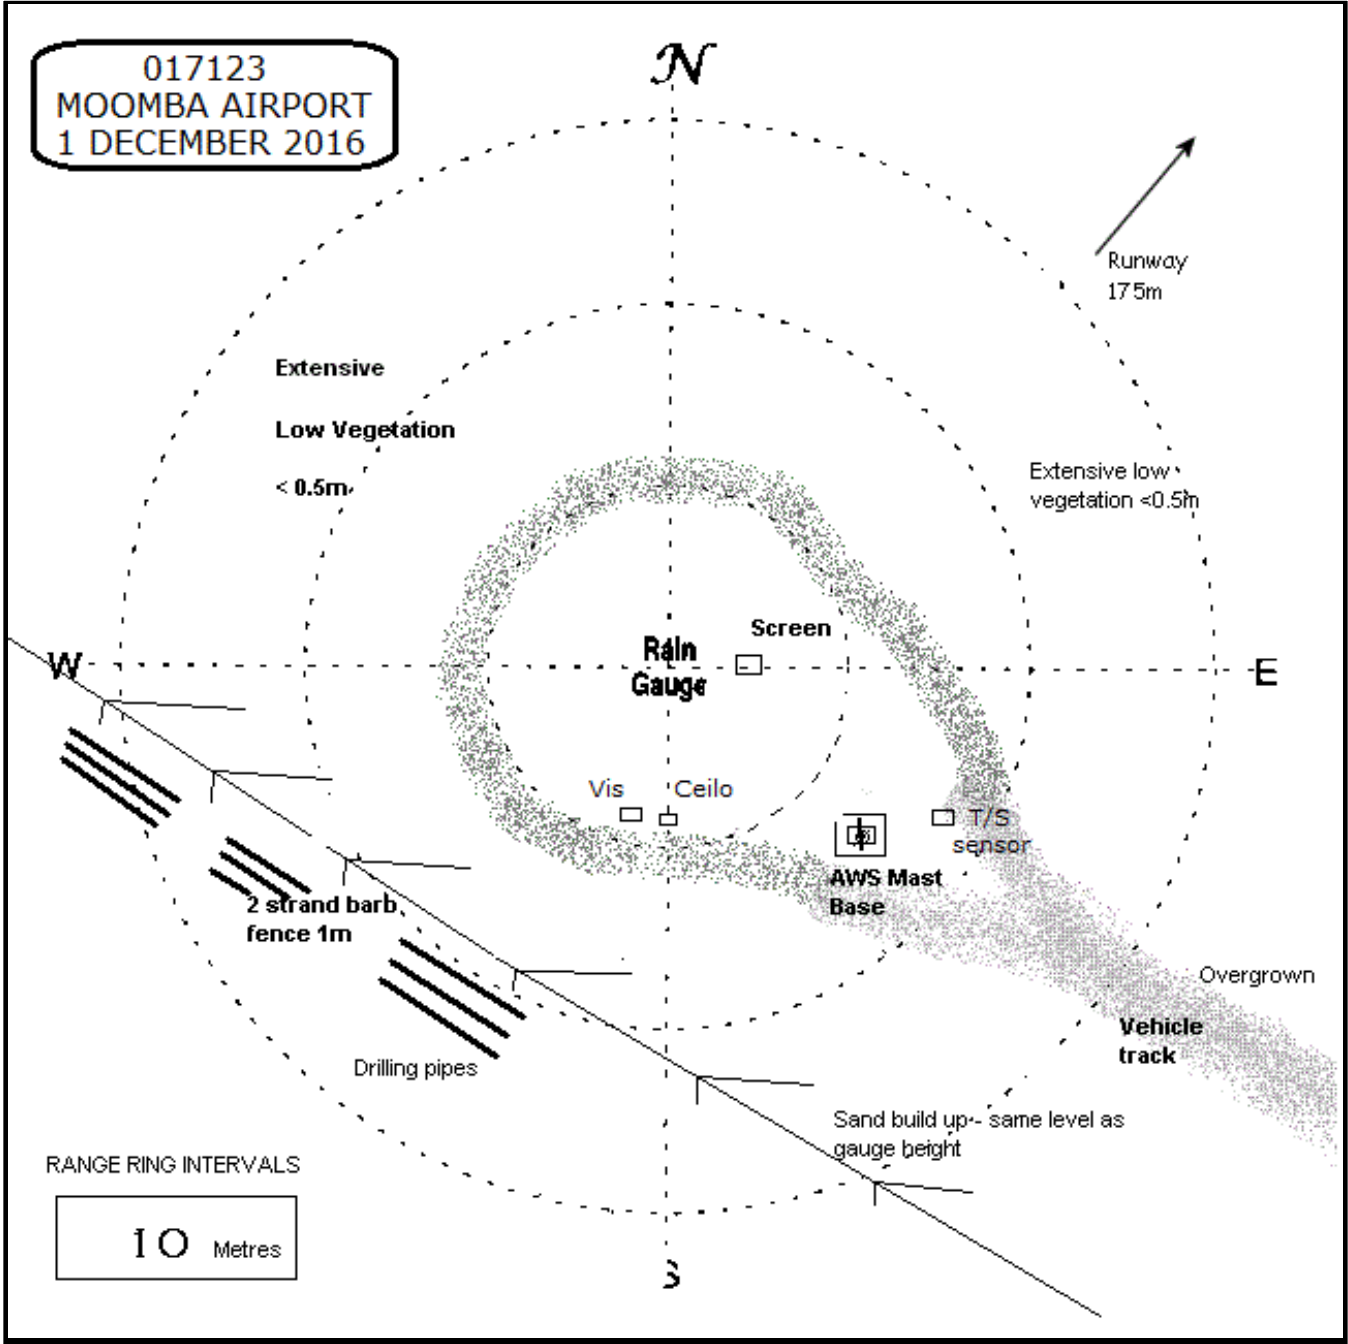 017123
MOOMBA AIRPORT
1 DECEMBER 2016
N
Runway
175m
Extensive
Low Vegetation
< 0.5m
Extensive low
vegetation <0.5m
Screen
Rain
Gauge
W
E
Vis
Ceilo
T/S
sensor
AWS Mast
Base
2 strand barb
fence 1m
Overgrown
Vehicle
track
Drilling pipes
Sand build up - same level as
gauge height
RANGE RING INTERVALS
10 Metres
S